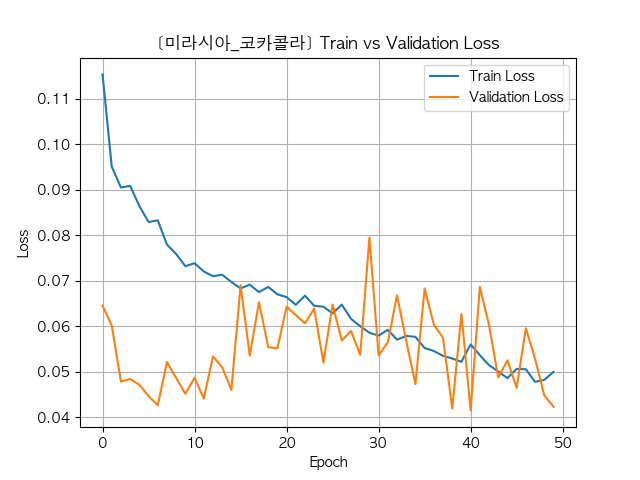 〔미라시아_코카콜라〕 Train vs Validation Loss
Train Loss
Validation Loss
Loss
0.11
0.10
0.09
0.08
0.07
0.06
0.05
0.04
0 10 20 30 40 50
Epoch